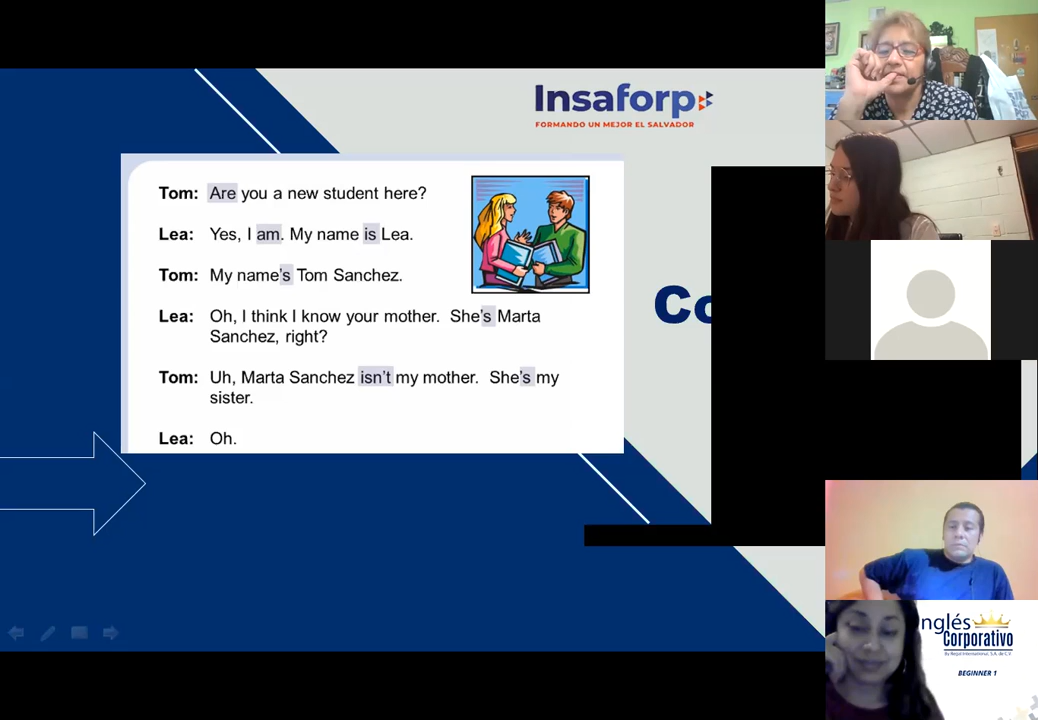 Insaforp
FORMANDO UN MEJOR EL SALVADOR
Tom: Are you a new student here?
Lea: Yes, I am. My name is Lea.
Tom: My name's Tom Sanchez.
Lea: Oh, I think I know your mother. She's Marta
Sanchez, right?
Tom: Uh, Marta Sanchez isn't my mother. She's my
sister.
Lea: Oh.
Co
nglés
Corporativo
BEGINNER 1